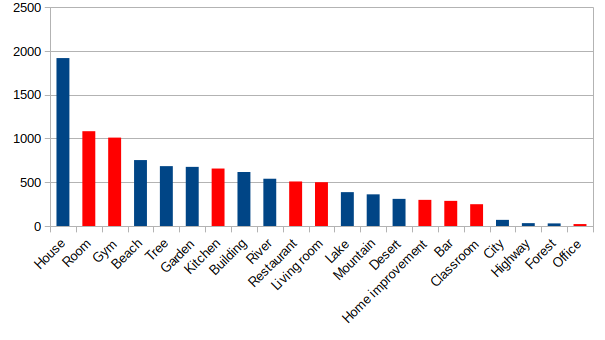 2500
2000
1500
1000
500
0
House
Room
Gym
Beach
Tree
Garden
Kitchen
Building
River
Restaurant
Living room
Lake
Mountain
Desert
Home improvement
Bar
Classroom
City
Highway
Forest
Office